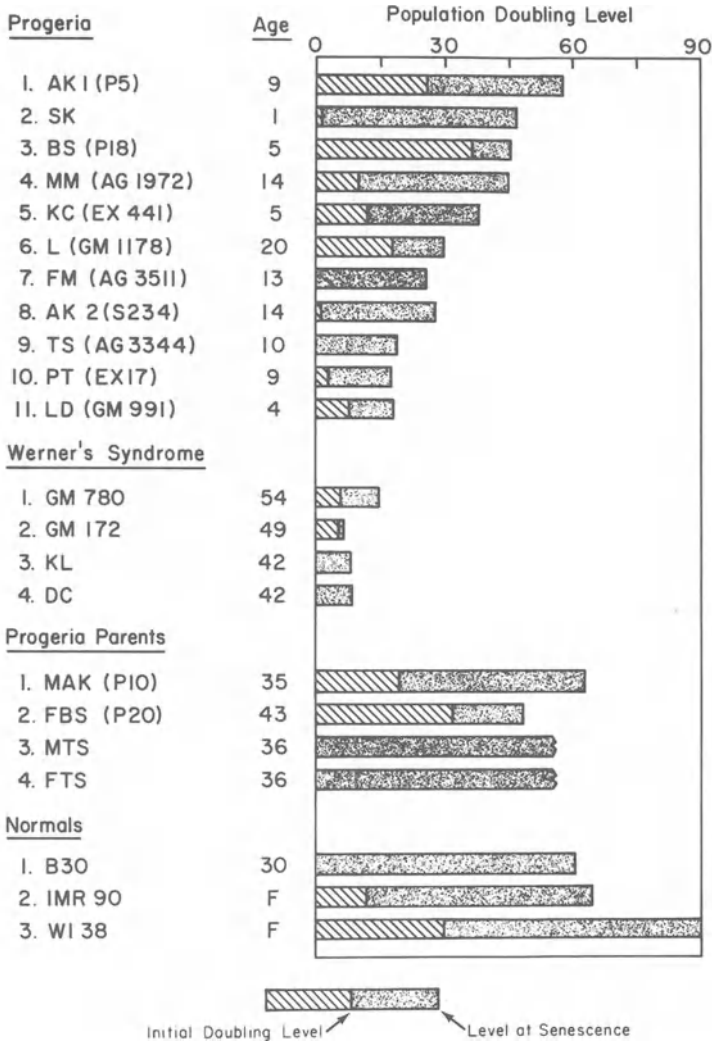 Progeria Age Population Doubling Level
0 30 60 90
1. AK 1 (P5) 9
2. SK 1
3. BS (P18) 5
4. MM (AG 1972) 14
5. KC (EX 441) 5
6. L (GM 1178) 20
7. FM (AG 3511) 13
8. AK 2 (S234) 14
9. TS (AG 3344) 10
10. PT (EX17) 9
11. LD (GM 991) 4
Werner's Syndrome
1. GM 780 54
2. GM 172 49
3. KL 42
4. DC 42
Progeria Parents
1. MAK (P10) 35
2. FBS (P20) 43
3. MTS 36
4. FTS 36
Normals
1. B30 30
2. IMR 90 F
3. WI 38 F
Initial Doubling Level Level at Senescence